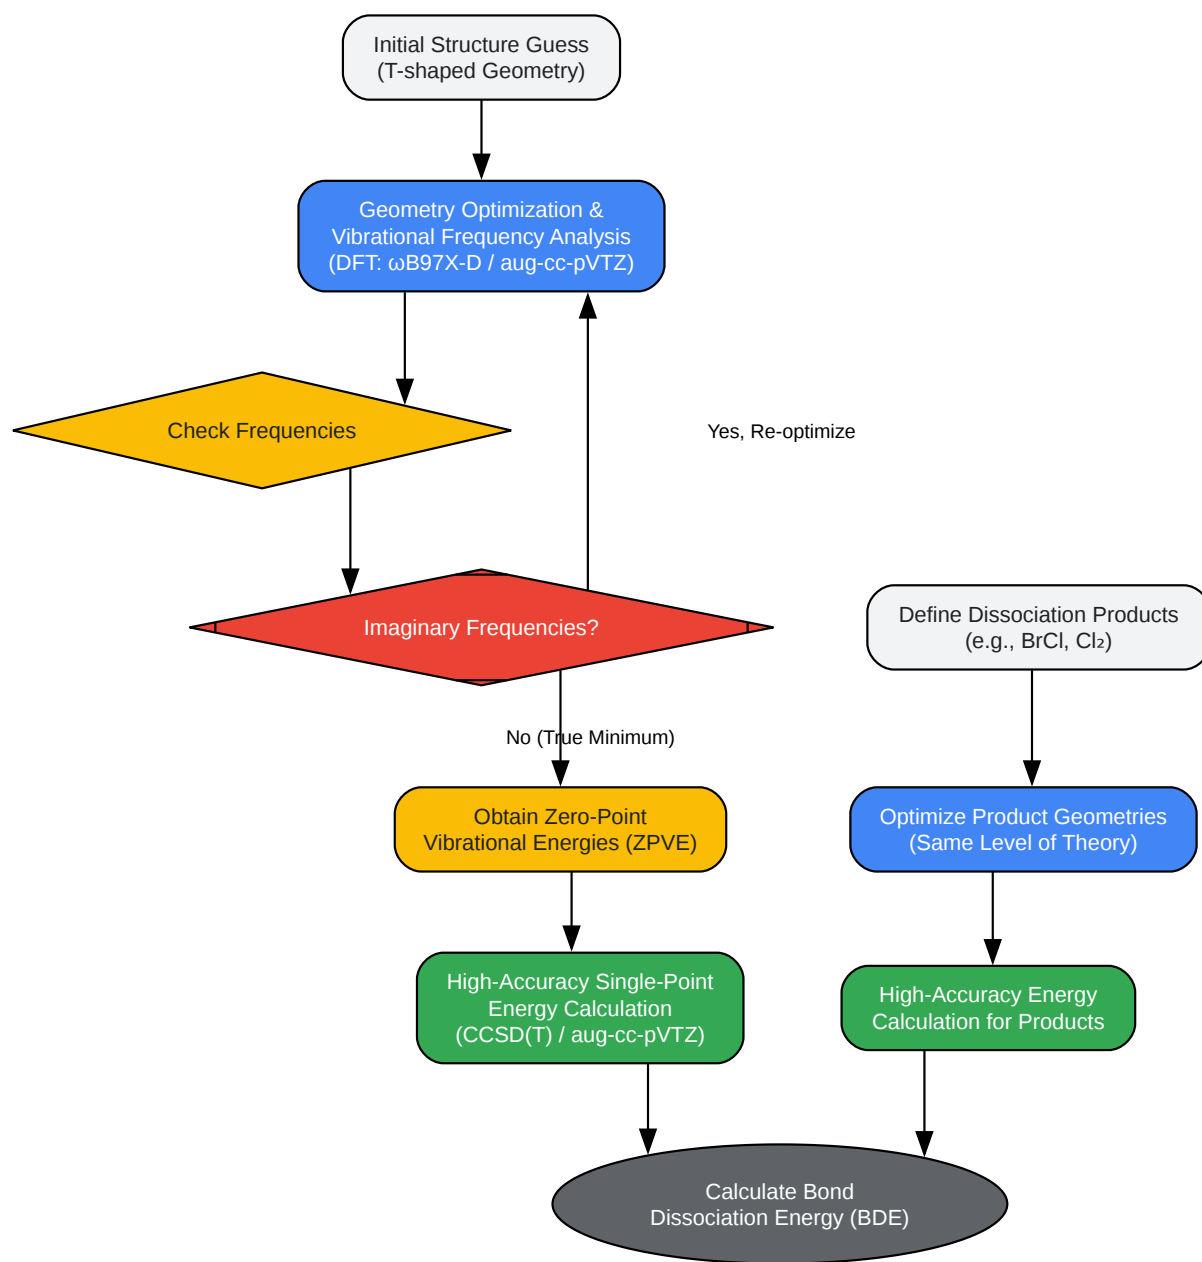 Initial Structure Guess
(T-shaped Geometry)
Geometry Optimization &
Vibrational Frequency Analysis
(DFT: ωB97X-D / aug-cc-pVTZ)
Check Frequencies
Yes, Re-optimize
Imaginary Frequencies?
Define Dissociation Products
(e.g., BrCl, Cl₂)
No (True Minimum)
Obtain Zero-Point
Vibrational Energies (ZPVE)
Optimize Product Geometries
(Same Level of Theory)
High-Accuracy Single-Point
Energy Calculation
(CCSD(T) / aug-cc-pVTZ)
High-Accuracy Energy
Calculation for Products
Calculate Bond
Dissociation Energy (BDE)